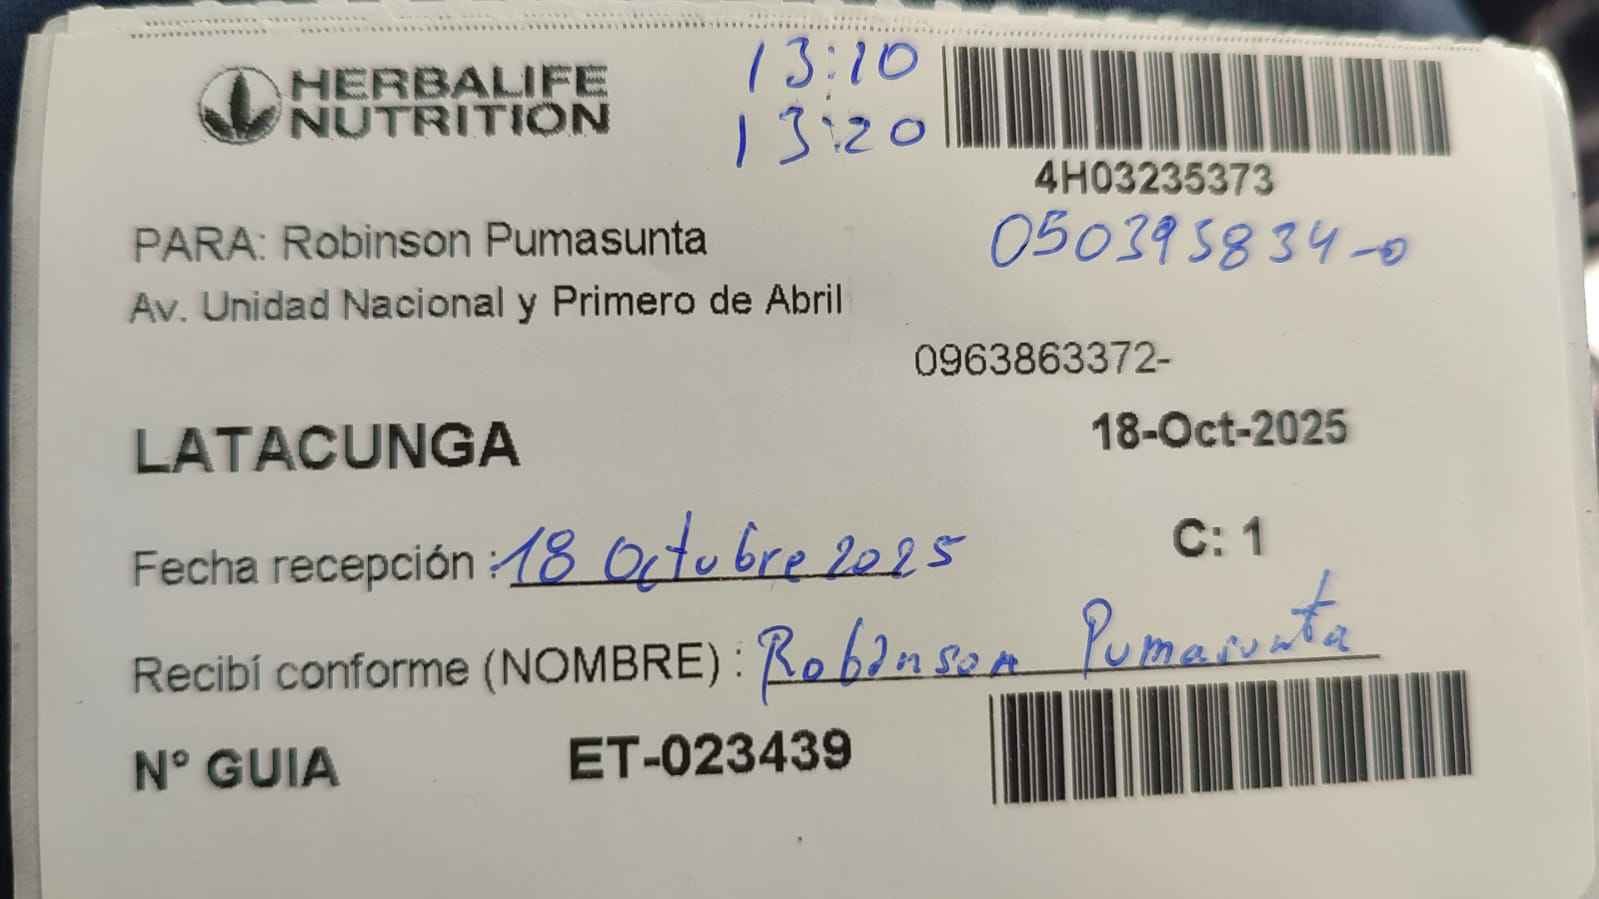 HERBALIFE
NUTRITION
13:10
13:20
4H03235373
PARA: Robinson Pumasunta
050395834-0
Av. Unidad Nacional y Primero de Abril
0963863372-
LATACUNGA
18-Oct-2025
Fecha recepción : 18 Octubre 2025
C: 1
Recibí conforme (NOMBRE) : Robinson Pumasunta
N° GUIA ET-023439